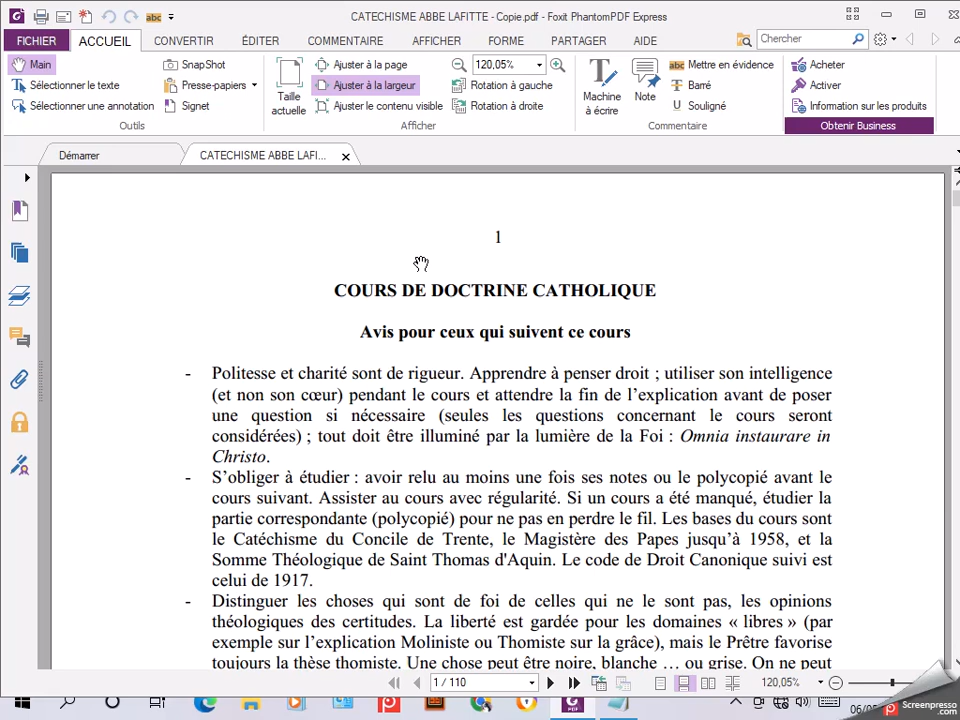 CATECHISME ABBE LAFITTE - Copie.pdf - Foxit PhantomPDF Express
FICHIER ACCUEIL CONVERTIR ÉDITER COMMENTAIRE AFFICHER FORME PARTAGER AIDE Chercher
Main SnapShot Ajuster à la page 120,05% abc Mettre en évidence Acheter
Sélectionner le texte Presse-papiers Taille actuelle Ajuster à la largeur Rotation à gauche Machine à écrire Note Barré Activer
Sélectionner une annotation Signet Ajuster le contenu visible Rotation à droite Souligné Information sur les produits
Outils Afficher Commentaire Obtenir Business
Démarrer CATECHISME ABBE LAFI...
1
COURS DE DOCTRINE CATHOLIQUE
Avis pour ceux qui suivent ce cours
- Politesse et charité sont de rigueur. Apprendre à penser droit ; utiliser son intelligence
(et non son cœur) pendant le cours et attendre la fin de l’explication avant de poser
une question si nécessaire (seules les questions concernant le cours seront
considérées) ; tout doit être illuminé par la lumière de la Foi : Omnia instaurare in
Christo.
- S’obliger à étudier : avoir relu au moins une fois ses notes ou le polycopié avant le
cours suivant. Assister au cours avec régularité. Si un cours a été manqué, étudier la
partie correspondante (polycopié) pour ne pas en perdre le fil. Les bases du cours sont
le Catéchisme du Concile de Trente, le Magistère des Papes jusqu’à 1958, et la
Somme Théologique de Saint Thomas d'Aquin. Le code de Droit Canonique suivi est
celui de 1917.
- Distinguer les choses qui sont de foi de celles qui ne le sont pas, les opinions
théologiques des certitudes. La liberté est gardée pour les domaines « libres » (par
exemple sur l’explication Moliniste ou Thomiste sur la grâce), mais le Prêtre favorise
toujours la thèse thomiste. Une chose peut être noire, blanche … ou grise. On ne peut
1 / 110 120,05%
Screenpresso
.com